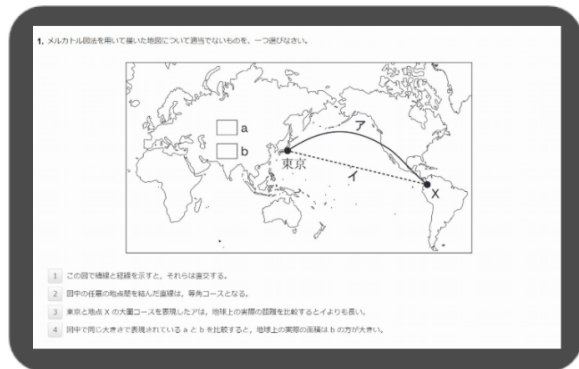 1. メルカトル図法を用いて描いた地図について適当でないものを、一つ選びなさい。
a
ア
b
東京
イ
X
1 この図で緯線と経線を示すと，それらは直交する。
2 図中の任意の地点間を結んだ直線は，等角コースとなる。
3 東京と地点 X の大圏コースを表現したアは，地球上の実際の距離を比較するとイよりも長い。
4 図中で同じ大きさで表現されている a と b を比較すると，地球上の実際の面積は b の方が大きい。